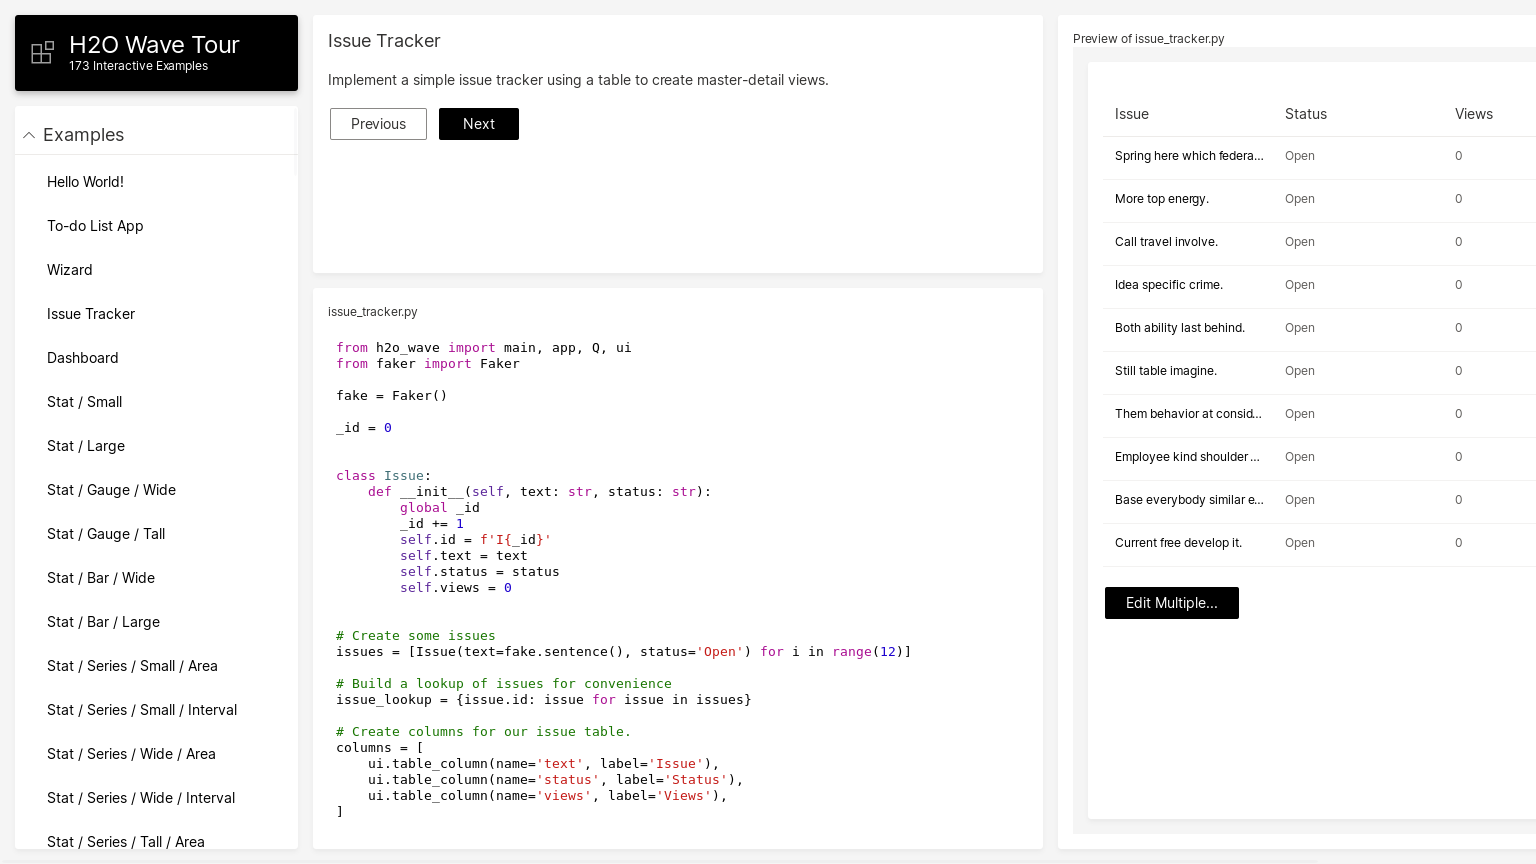 H2O Wave Tour
173 Interactive Examples
Examples
Hello World!
To-do List App
Wizard
Issue Tracker
Dashboard
Stat / Small
Stat / Large
Stat / Gauge / Wide
Stat / Gauge / Tall
Stat / Bar / Wide
Stat / Bar / Large
Stat / Series / Small / Area
Stat / Series / Small / Interval
Stat / Series / Wide / Area
Stat / Series / Wide / Interval
Stat / Series / Tall / Area
Issue Tracker
Implement a simple issue tracker using a table to create master-detail views.
Previous Next
issue_tracker.py
from h2o_wave import main, app, Q, ui
from faker import Faker
fake = Faker()
_id = 0
class Issue:
    def __init__(self, text: str, status: str):
        global _id
        _id += 1
        self.id = f'I{_id}'
        self.text = text
        self.status = status
        self.views = 0
# Create some issues
issues = [Issue(text=fake.sentence(), status='Open') for i in range(12)]
# Build a lookup of issues for convenience
issue_lookup = {issue.id: issue for issue in issues}
# Create columns for our issue table.
columns = [
    ui.table_column(name='text', label='Issue'),
    ui.table_column(name='status', label='Status'),
    ui.table_column(name='views', label='Views'),
]
Preview of issue_tracker.py
Issue Status Views
Spring here which federa... Open 0
More top energy. Open 0
Call travel involve. Open 0
Idea specific crime. Open 0
Both ability last behind. Open 0
Still table imagine. Open 0
Them behavior at consid... Open 0
Employee kind shoulder ... Open 0
Base everybody similar e... Open 0
Current free develop it. Open 0
Edit Multiple...